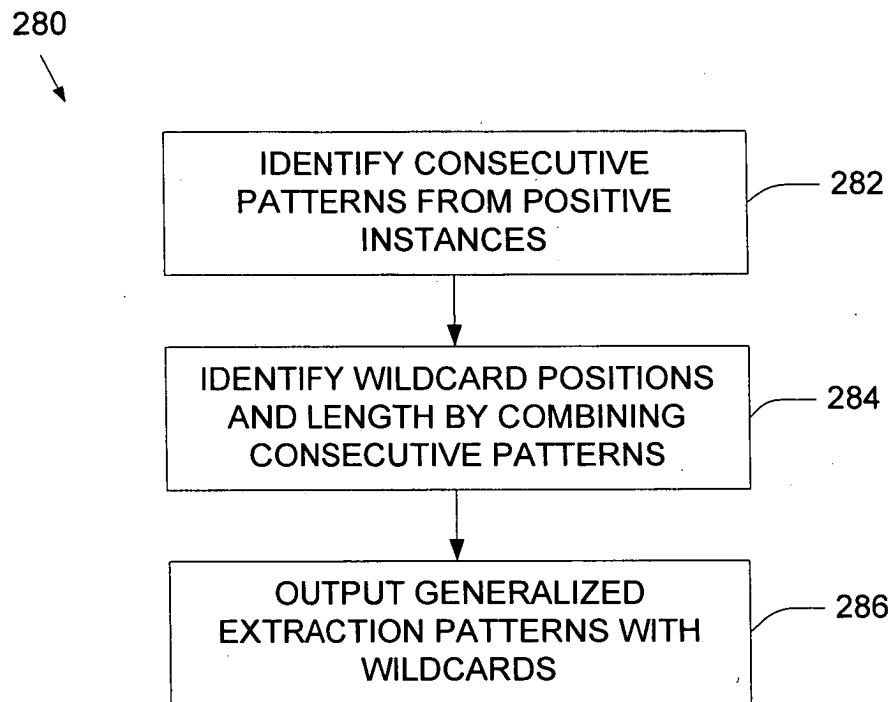 280
IDENTIFY CONSECUTIVE
PATTERNS FROM POSITIVE
INSTANCES
282
IDENTIFY WILDCARD POSITIONS
AND LENGTH BY COMBINING
CONSECUTIVE PATTERNS
284
OUTPUT GENERALIZED
EXTRACTION PATTERNS WITH
WILDCARDS
286